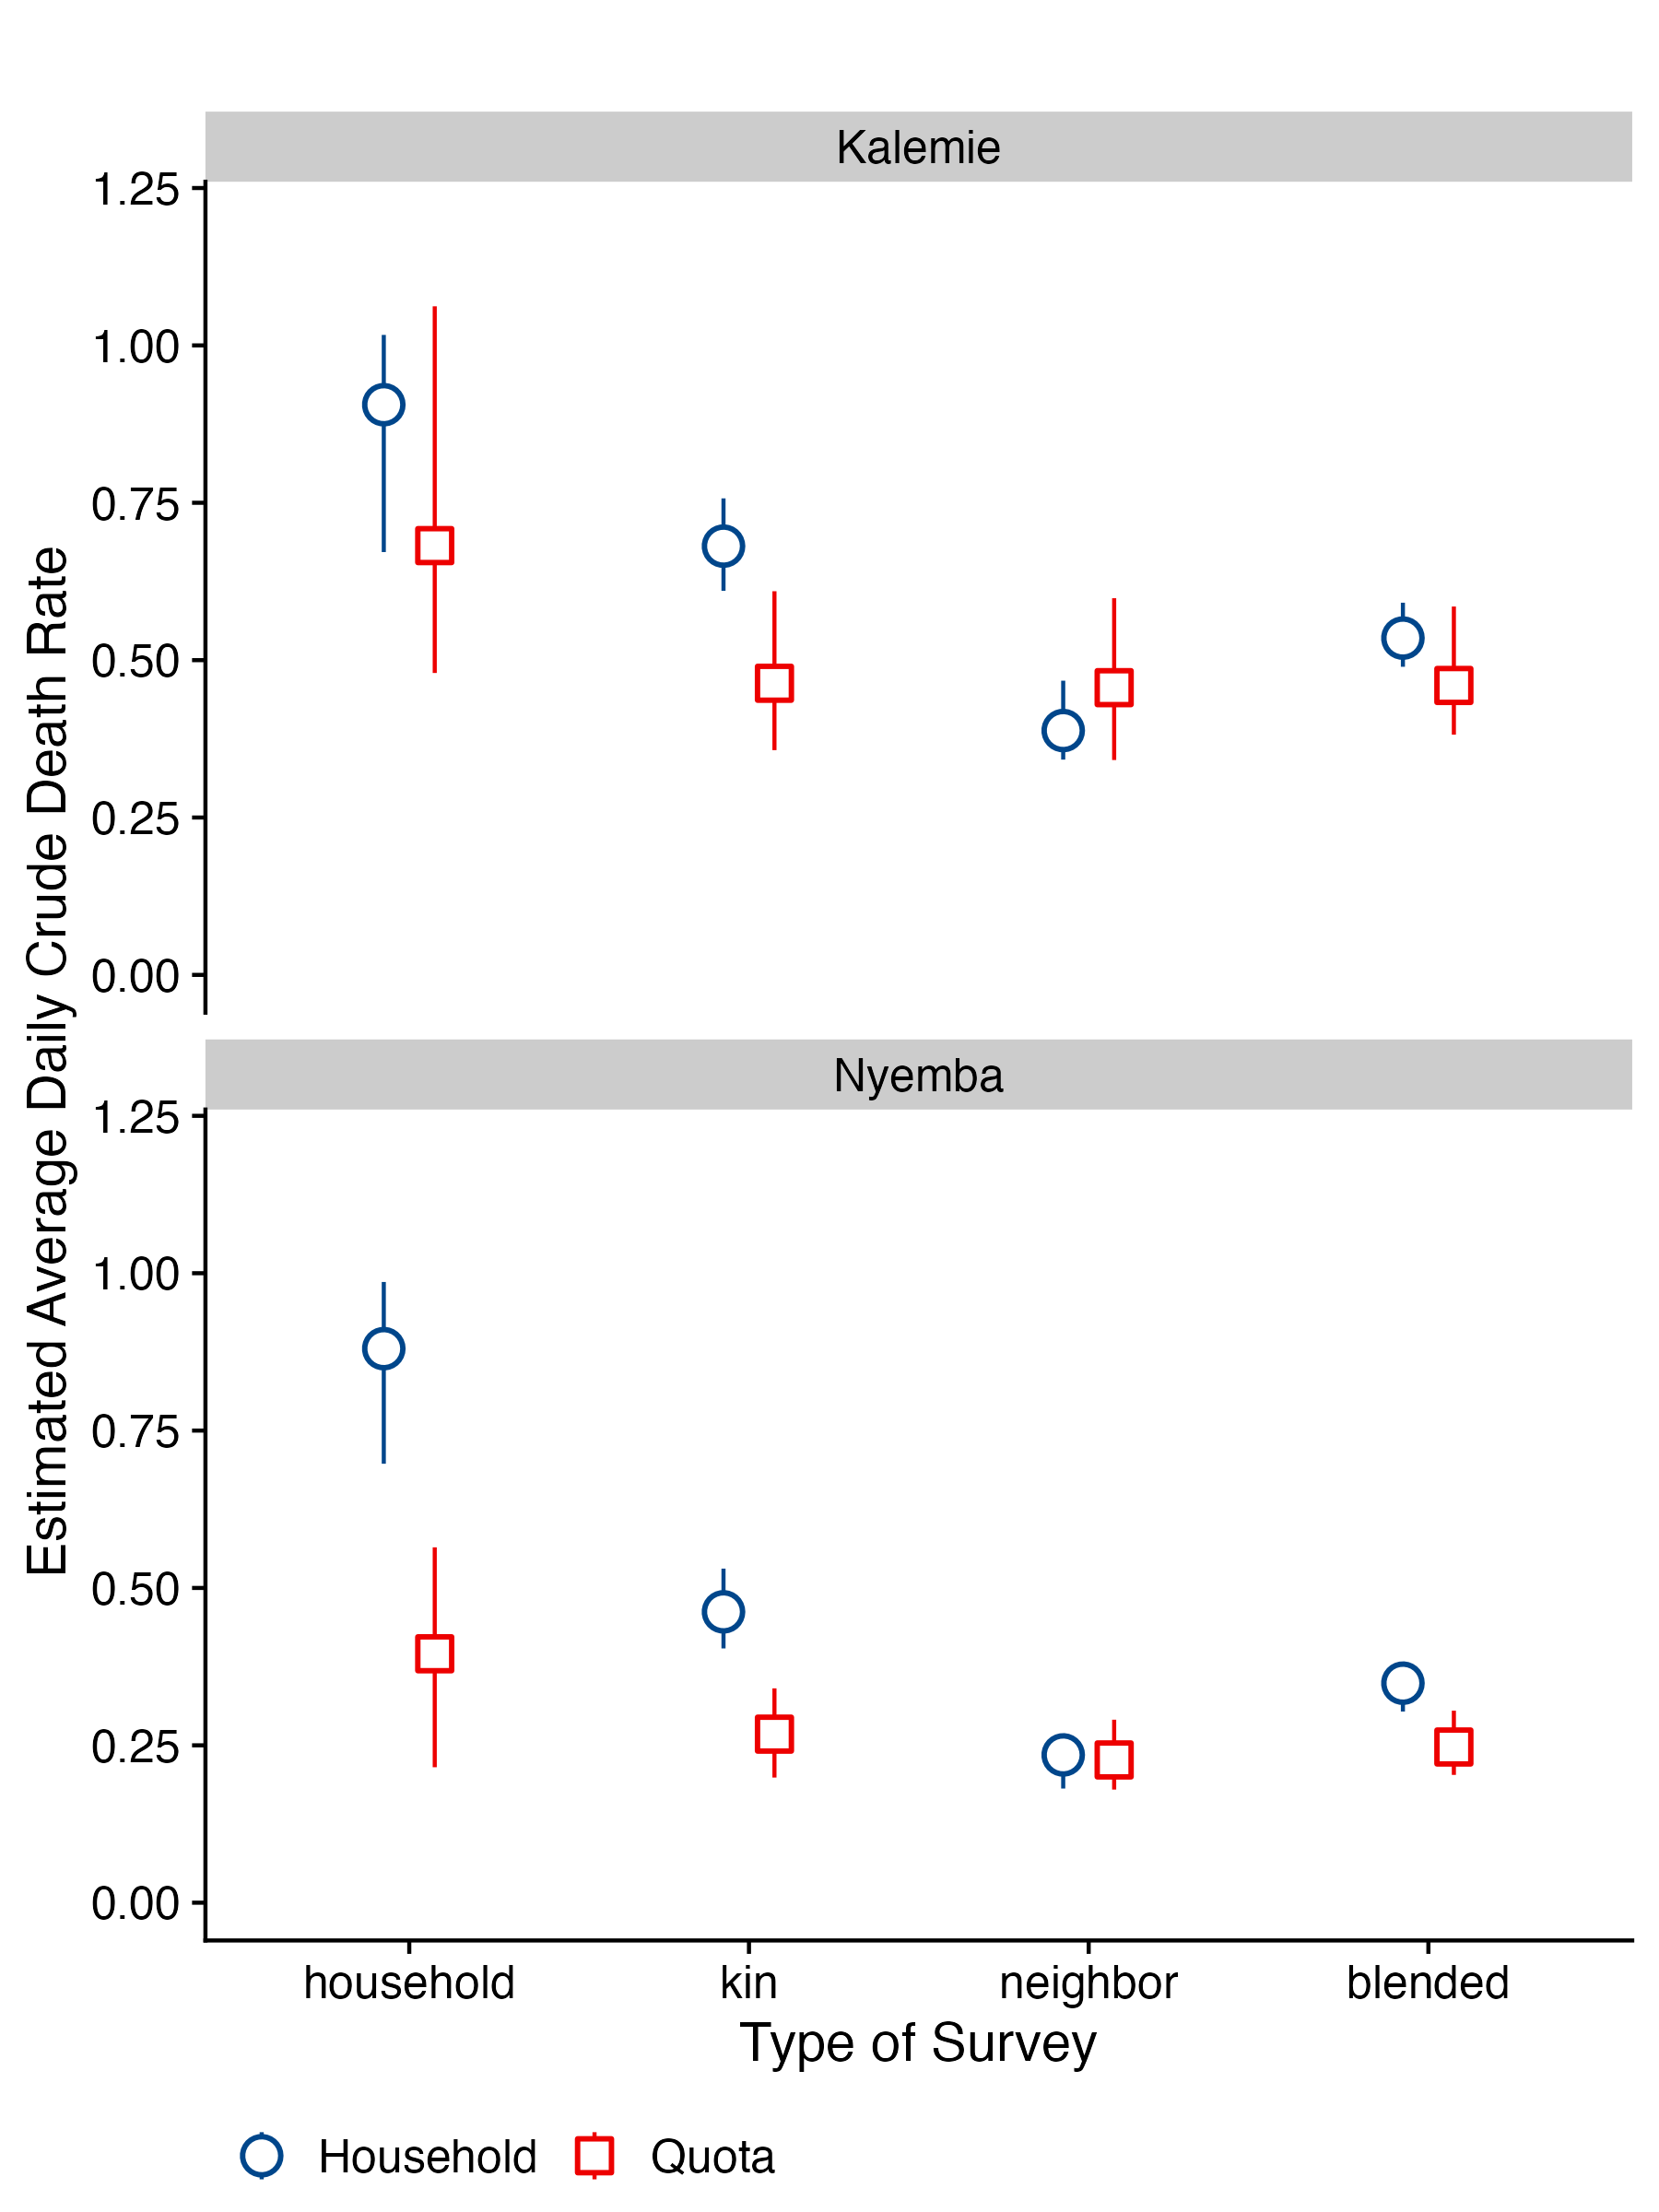 Kalemie
1.25
1.00
0.75
0.50
0.25
0.00
Nyemba
1.25
1.00
0.75
0.50
0.25
0.00
Estimated Average Daily Crude Death Rate
household kin neighbor blended
Type of Survey
Household Quota